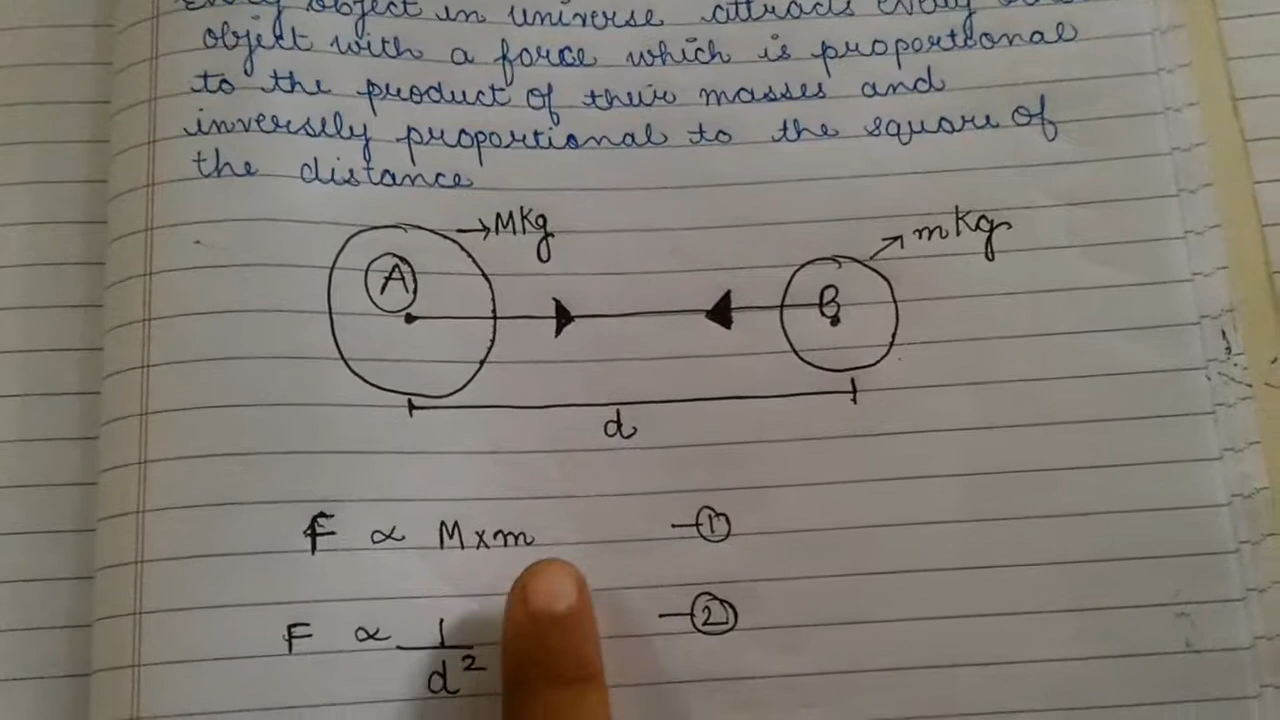 Every object in universe attracts every
object with a force which is proportional
to the product of their masses and
inversely proportional to the square of
the distance
→MKg
→mKg
A
B
d
F ∝ M×m —①
F ∝ 1/d² —②